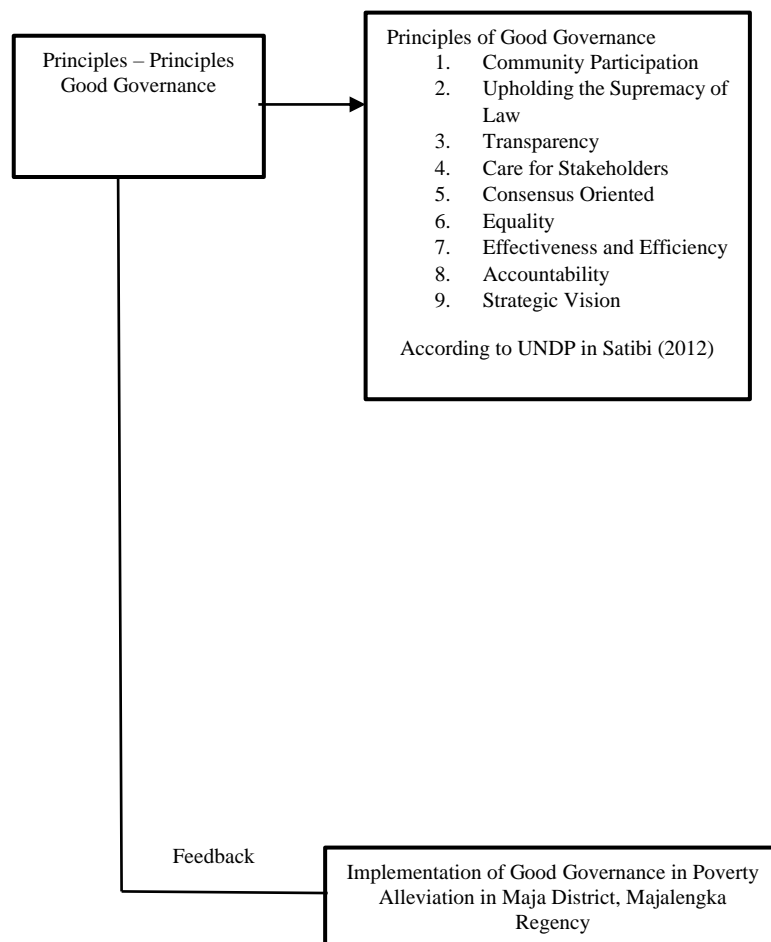 Principles – Principles
Good Governance
Principles of Good Governance
1. Community Participation
2. Upholding the Supremacy of
Law
3. Transparency
4. Care for Stakeholders
5. Consensus Oriented
6. Equality
7. Effectiveness and Efficiency
8. Accountability
9. Strategic Vision
According to UNDP in Satibi (2012)
Feedback
Implementation of Good Governance in Poverty
Alleviation in Maja District, Majalengka
Regency